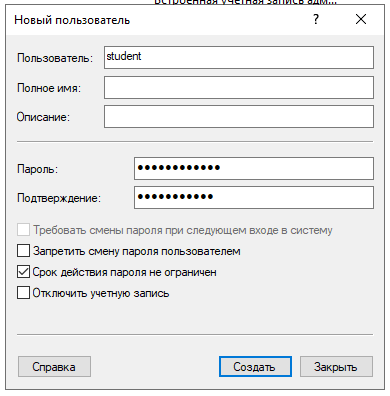 Встроенная учетная запись адм...
Новый пользователь
?
Пользователь: student
Полное имя:
Описание:
Пароль: ●●●●●●●●●●●●
Подтверждение: ●●●●●●●●●●●
Требовать смены пароля при следующем входе в систему
Запретить смену пароля пользователем
Срок действия пароля не ограничен
Отключить учетную запись
Справка Создать Закрыть